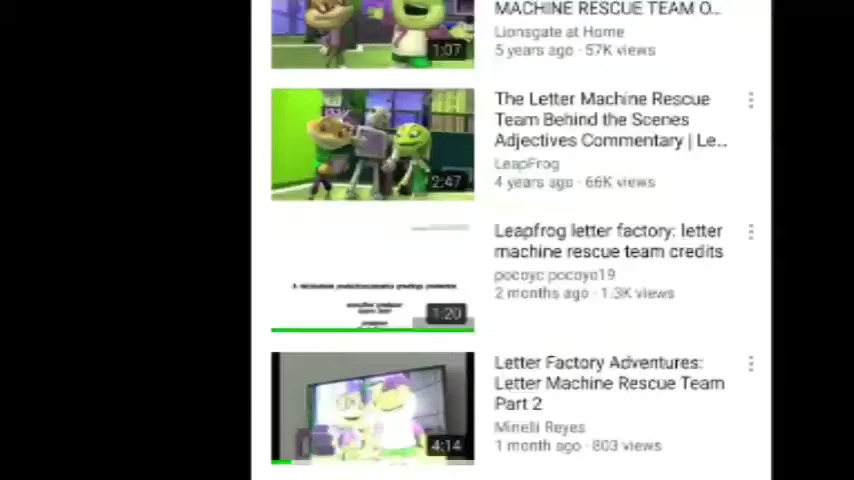 MACHINE RESCUE TEAM O...
Lionsgate at Home
5 years ago · 57K views
1:07
The Letter Machine Rescue
Team Behind the Scenes
Adjectives Commentary | Le...
LeapFrog
4 years ago · 66K views
2:47
Leapfrog letter factory: letter
machine rescue team credits
pocoyo pocoyo19
2 months ago · 1.3K views
1:20
Letter Factory Adventures:
Letter Machine Rescue Team
Part 2
Minelli Reyes
1 month ago · 803 views
4:14